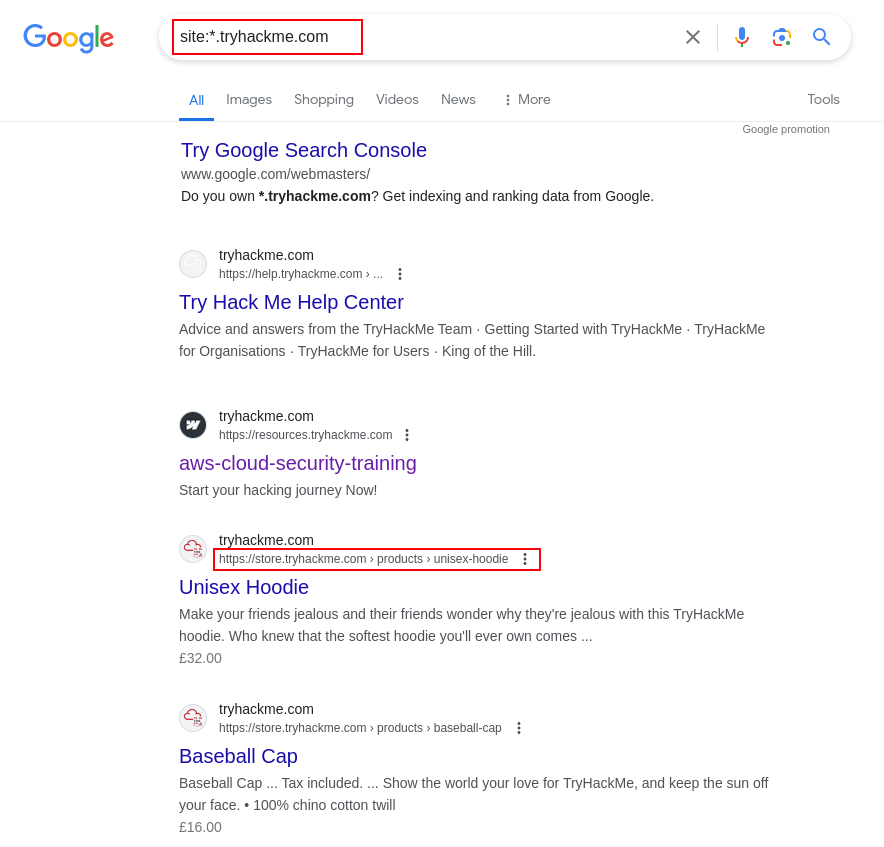 Google
site:*.tryhackme.com
All Images Shopping Videos News More Tools
Google promotion
Try Google Search Console
www.google.com/webmasters/
Do you own *.tryhackme.com? Get indexing and ranking data from Google.
tryhackme.com
https://help.tryhackme.com › ...
Try Hack Me Help Center
Advice and answers from the TryHackMe Team · Getting Started with TryHackMe · TryHackMe
for Organisations · TryHackMe for Users · King of the Hill.
tryhackme.com
https://resources.tryhackme.com
aws-cloud-security-training
Start your hacking journey Now!
tryhackme.com
https://store.tryhackme.com › products › unisex-hoodie
Unisex Hoodie
Make your friends jealous and their friends wonder why they're jealous with this TryHackMe
hoodie. Who knew that the softest hoodie you'll ever own comes ...
£32.00
tryhackme.com
https://store.tryhackme.com › products › baseball-cap
Baseball Cap
Baseball Cap ... Tax included. ... Show the world your love for TryHackMe, and keep the sun off
your face. • 100% chino cotton twill
£16.00